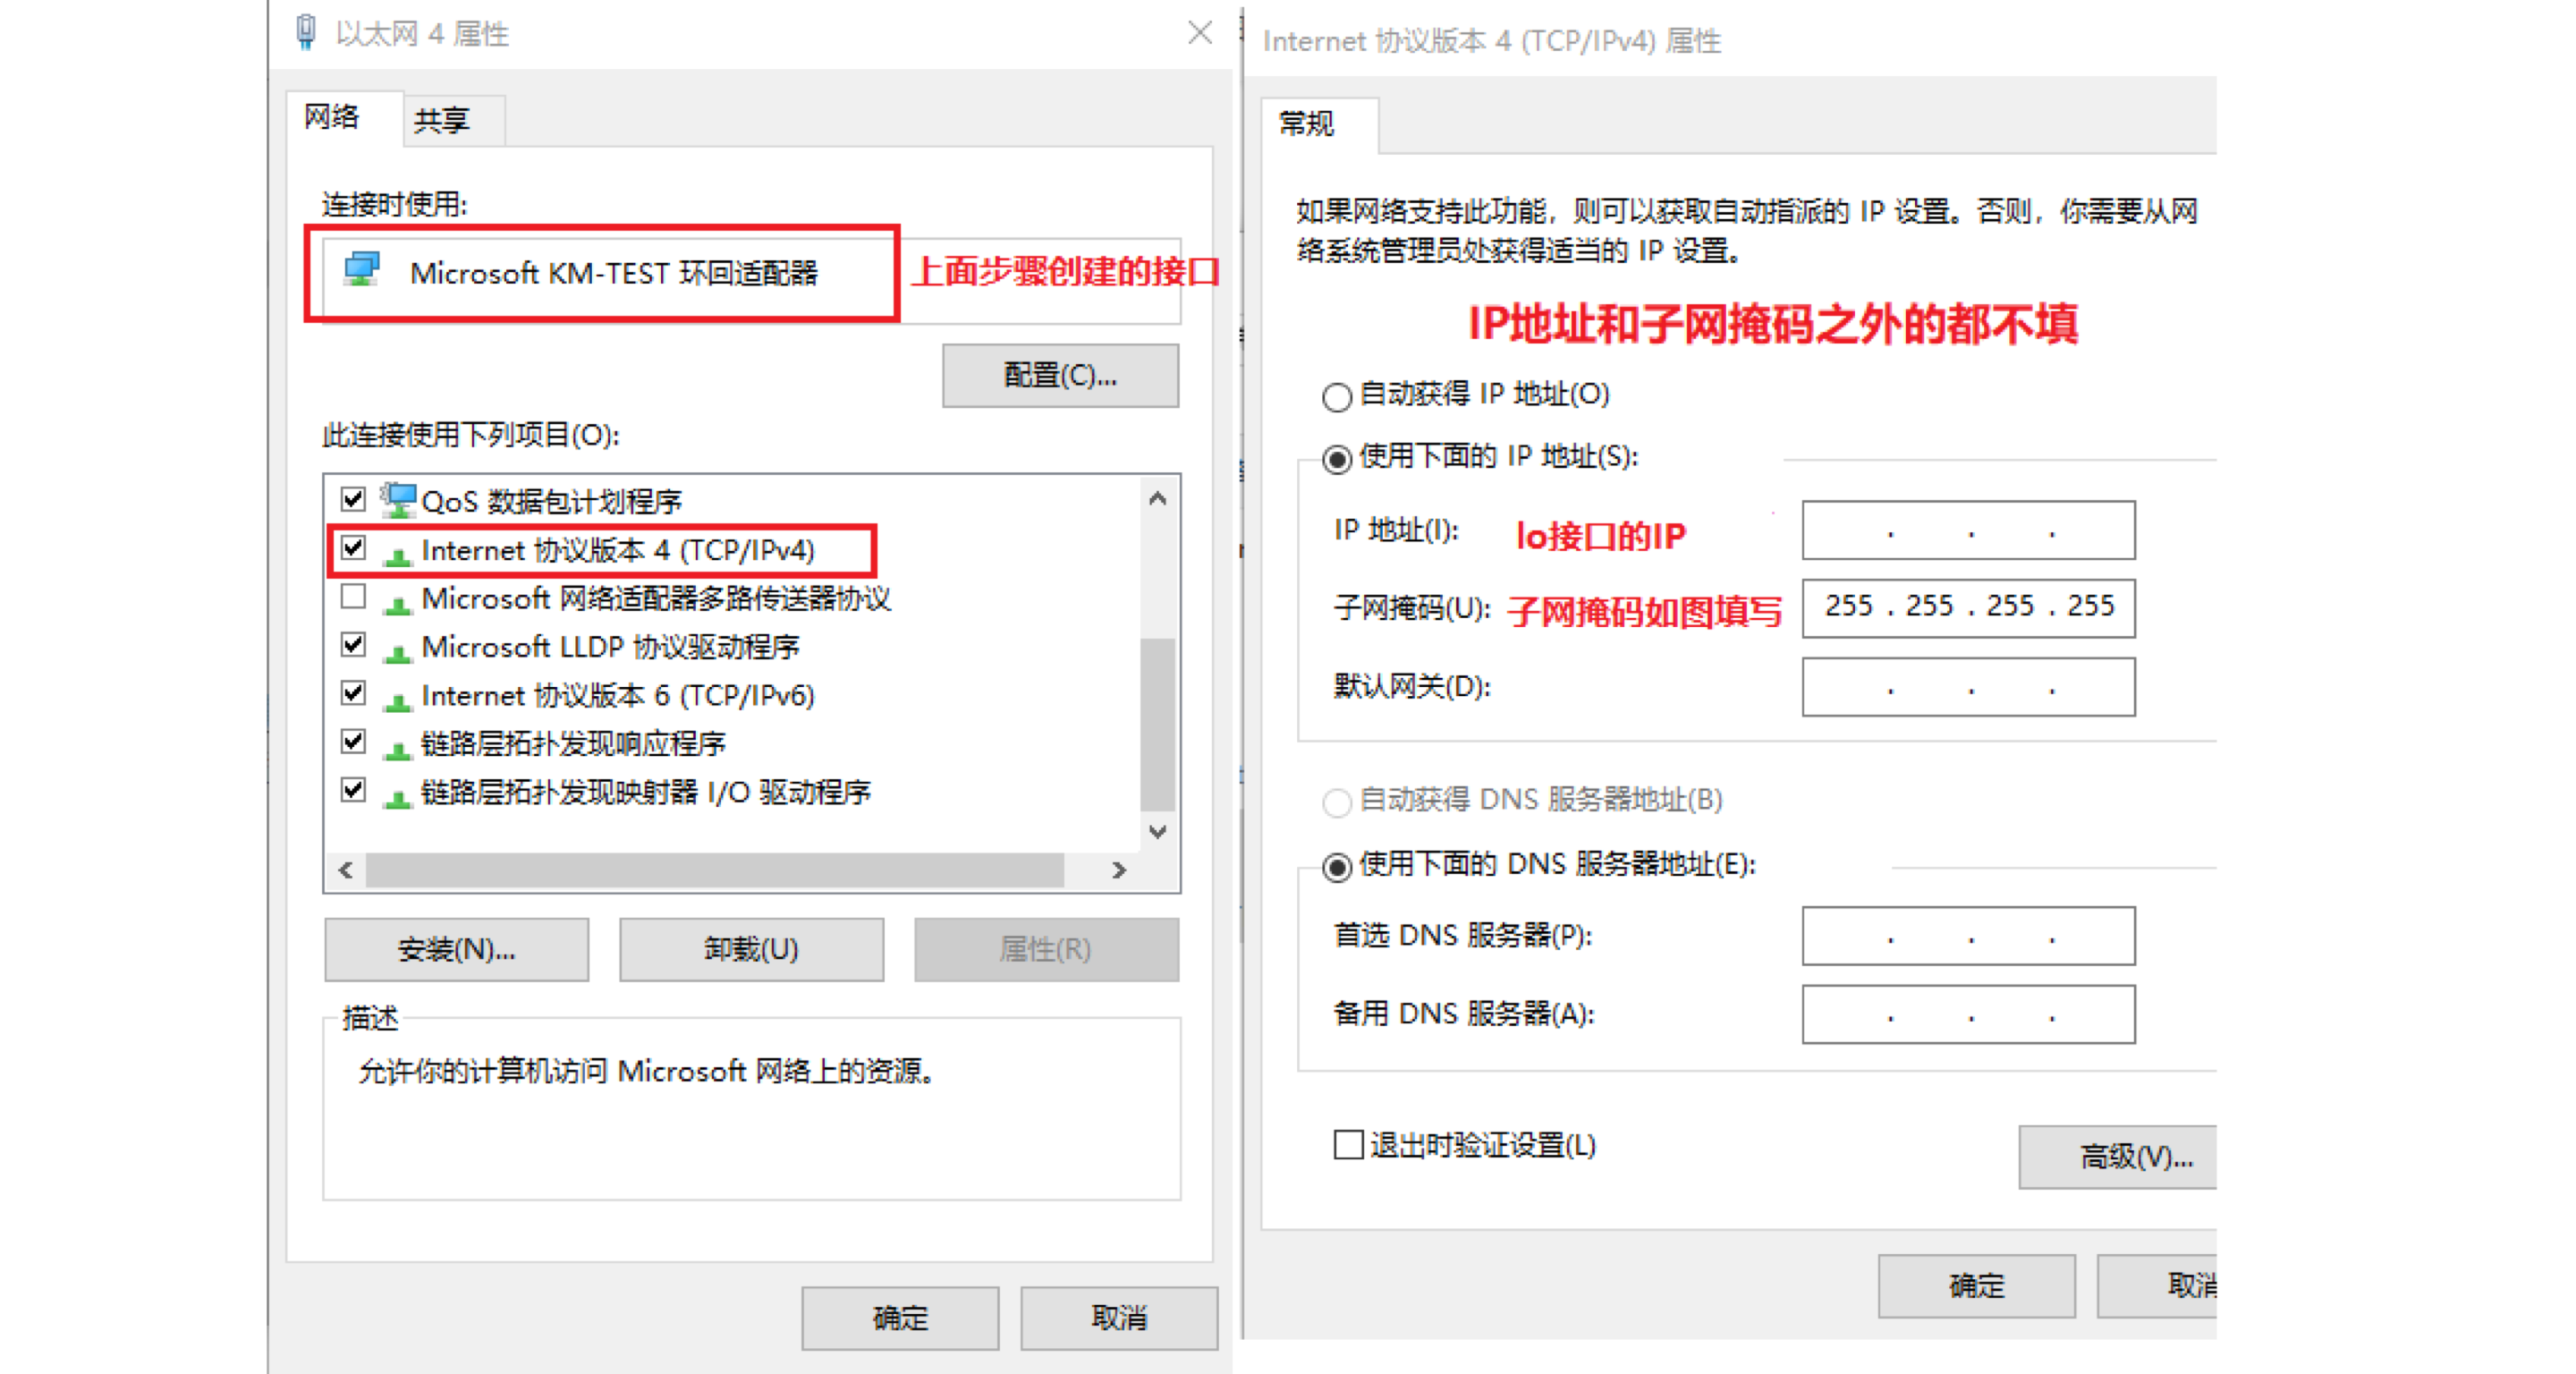 以太网 4 属性
网络
共享
连接时使用:
Microsoft KM-TEST 环回适配器
上面步骤创建的接口
配置(C)...
此连接使用下列项目(O):
QoS 数据包计划程序
Internet 协议版本 4 (TCP/IPv4)
Microsoft 网络适配器多路传送器协议
Microsoft LLDP 协议驱动程序
Internet 协议版本 6 (TCP/IPv6)
链路层拓扑发现响应程序
链路层拓扑发现映射器 I/O 驱动程序
安装(N)...
卸载(U)
属性(R)
描述
允许你的计算机访问 Microsoft 网络上的资源。
确定
取消
Internet 协议版本 4 (TCP/IPv4) 属性
常规
如果网络支持此功能，则可以获取自动指派的 IP 设置。否则，你需要从网
络系统管理员处获得适当的 IP 设置。
IP地址和子网掩码之外的都不填
自动获得 IP 地址(O)
使用下面的 IP 地址(S):
IP 地址(I):
lo接口的IP
. . .
子网掩码(U):
子网掩码如图填写
255 . 255 . 255 . 255
默认网关(D):
. . .
自动获得 DNS 服务器地址(B)
使用下面的 DNS 服务器地址(E):
首选 DNS 服务器(P):
. . .
备用 DNS 服务器(A):
. . .
退出时验证设置(L)
高级(V)...
确定
取消